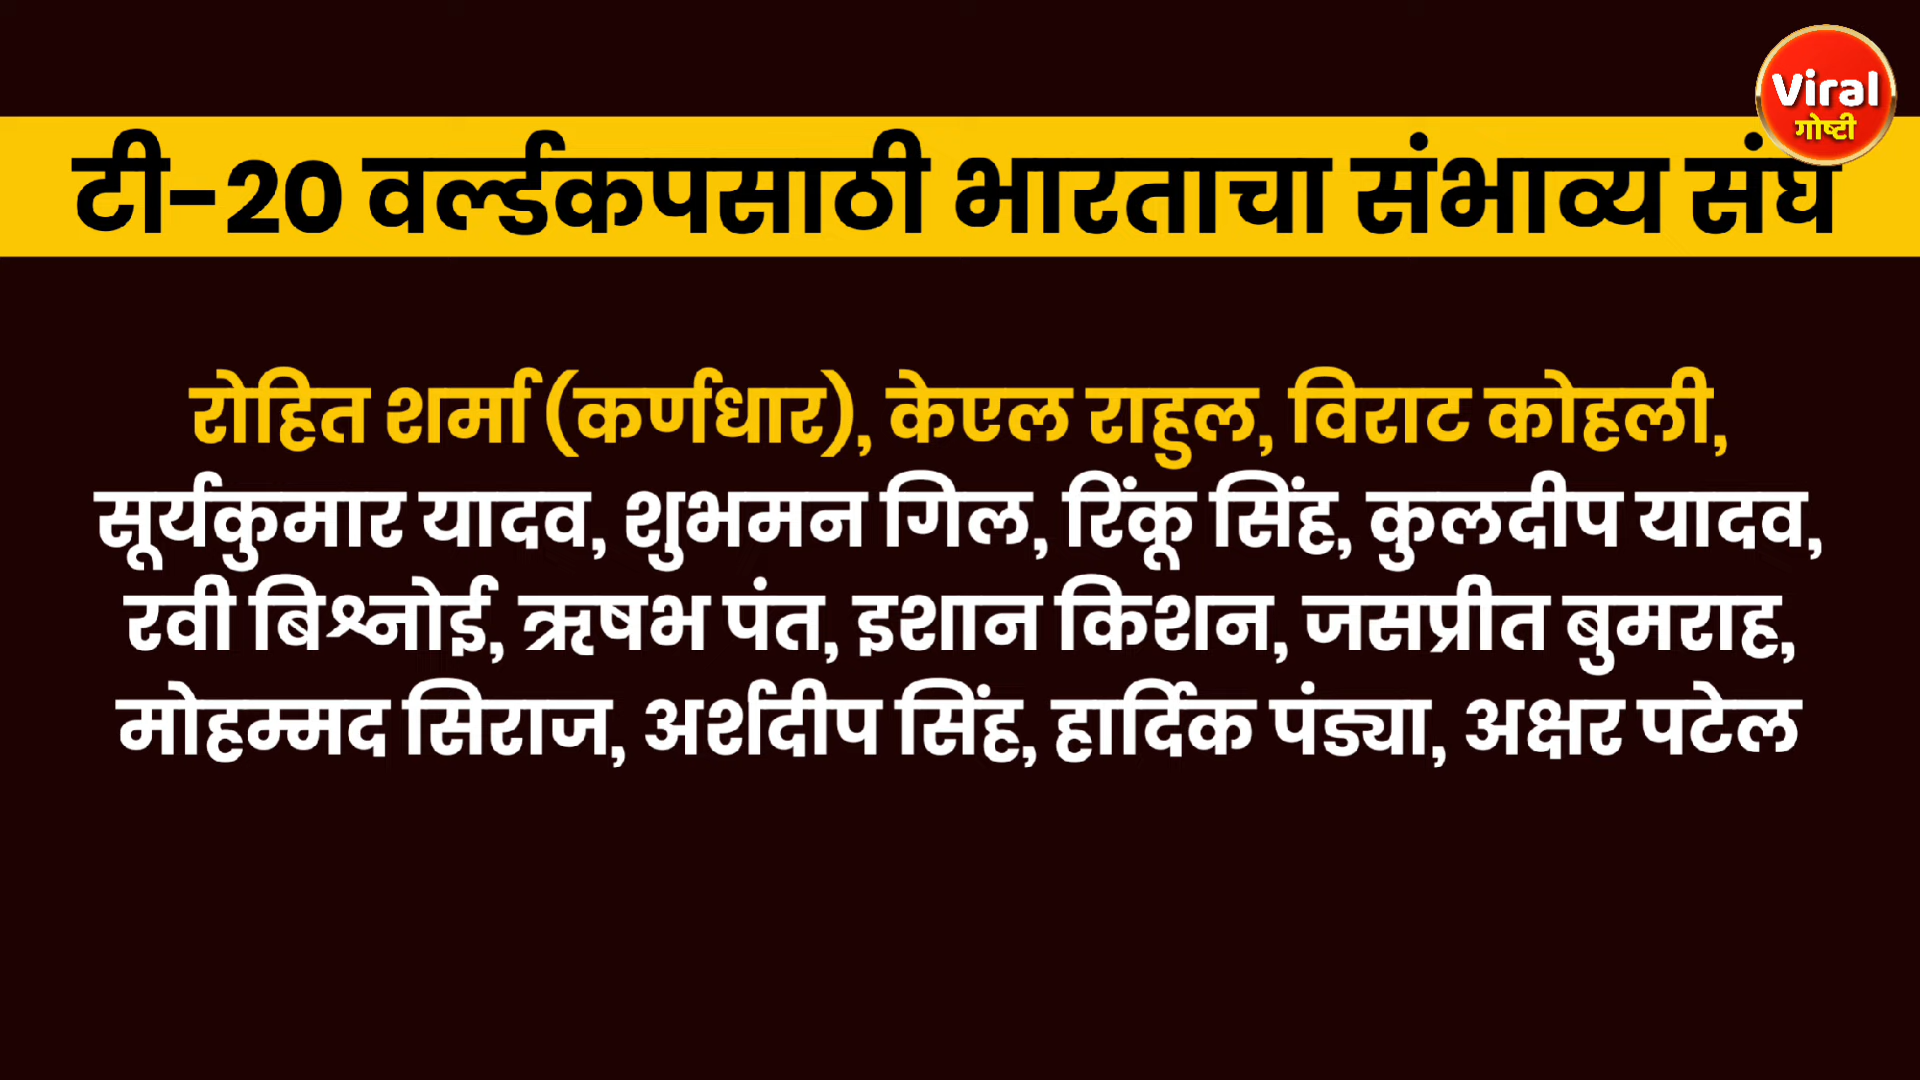 Viral
गोष्टी
टी-20 वर्ल्डकपसाठी भारताचा संभाव्य संघ
रोहित शर्मा (कर्णधार), केएल राहुल, विराट कोहली,
सूर्यकुमार यादव, शुभमन गिल, रिंकू सिंह, कुलदीप यादव,
रवी बिश्नोई, ऋषभ पंत, इशान किशन, जसप्रीत बुमराह,
मोहम्मद सिराज, अर्शदीप सिंह, हार्दिक पंड्या, अक्षर पटेल